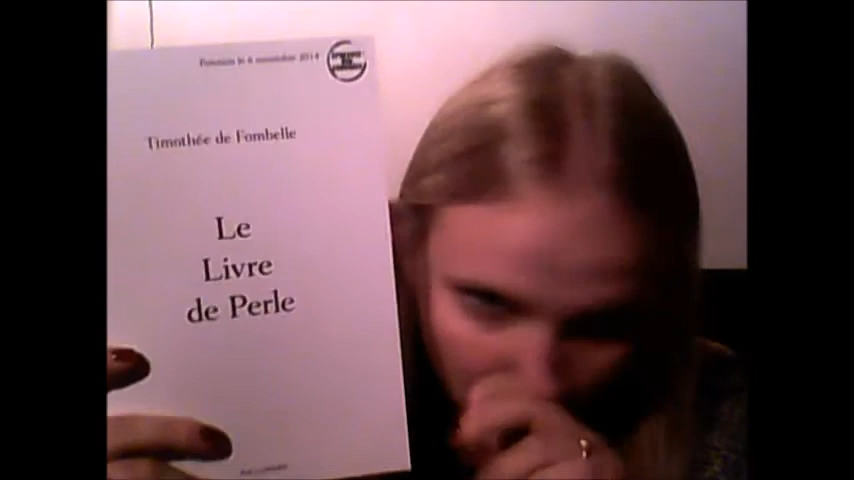 Parution le 6 novembre 2014
Timothée de Fombelle
Le
Livre
de Perle